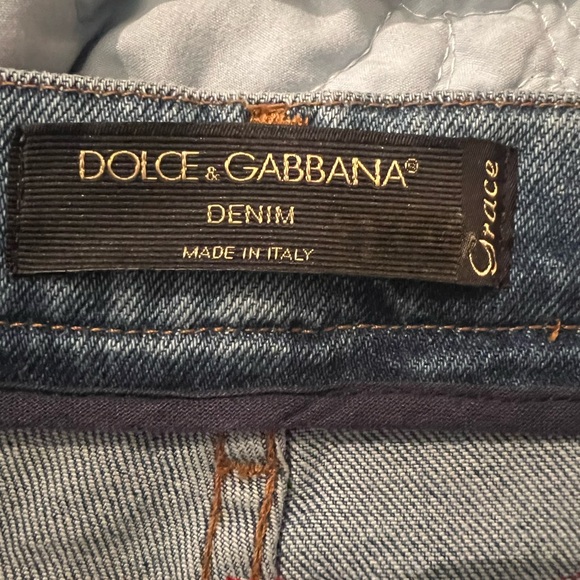 DOLCE & GABBANA®
DENIM
MADE IN ITALY
Grace